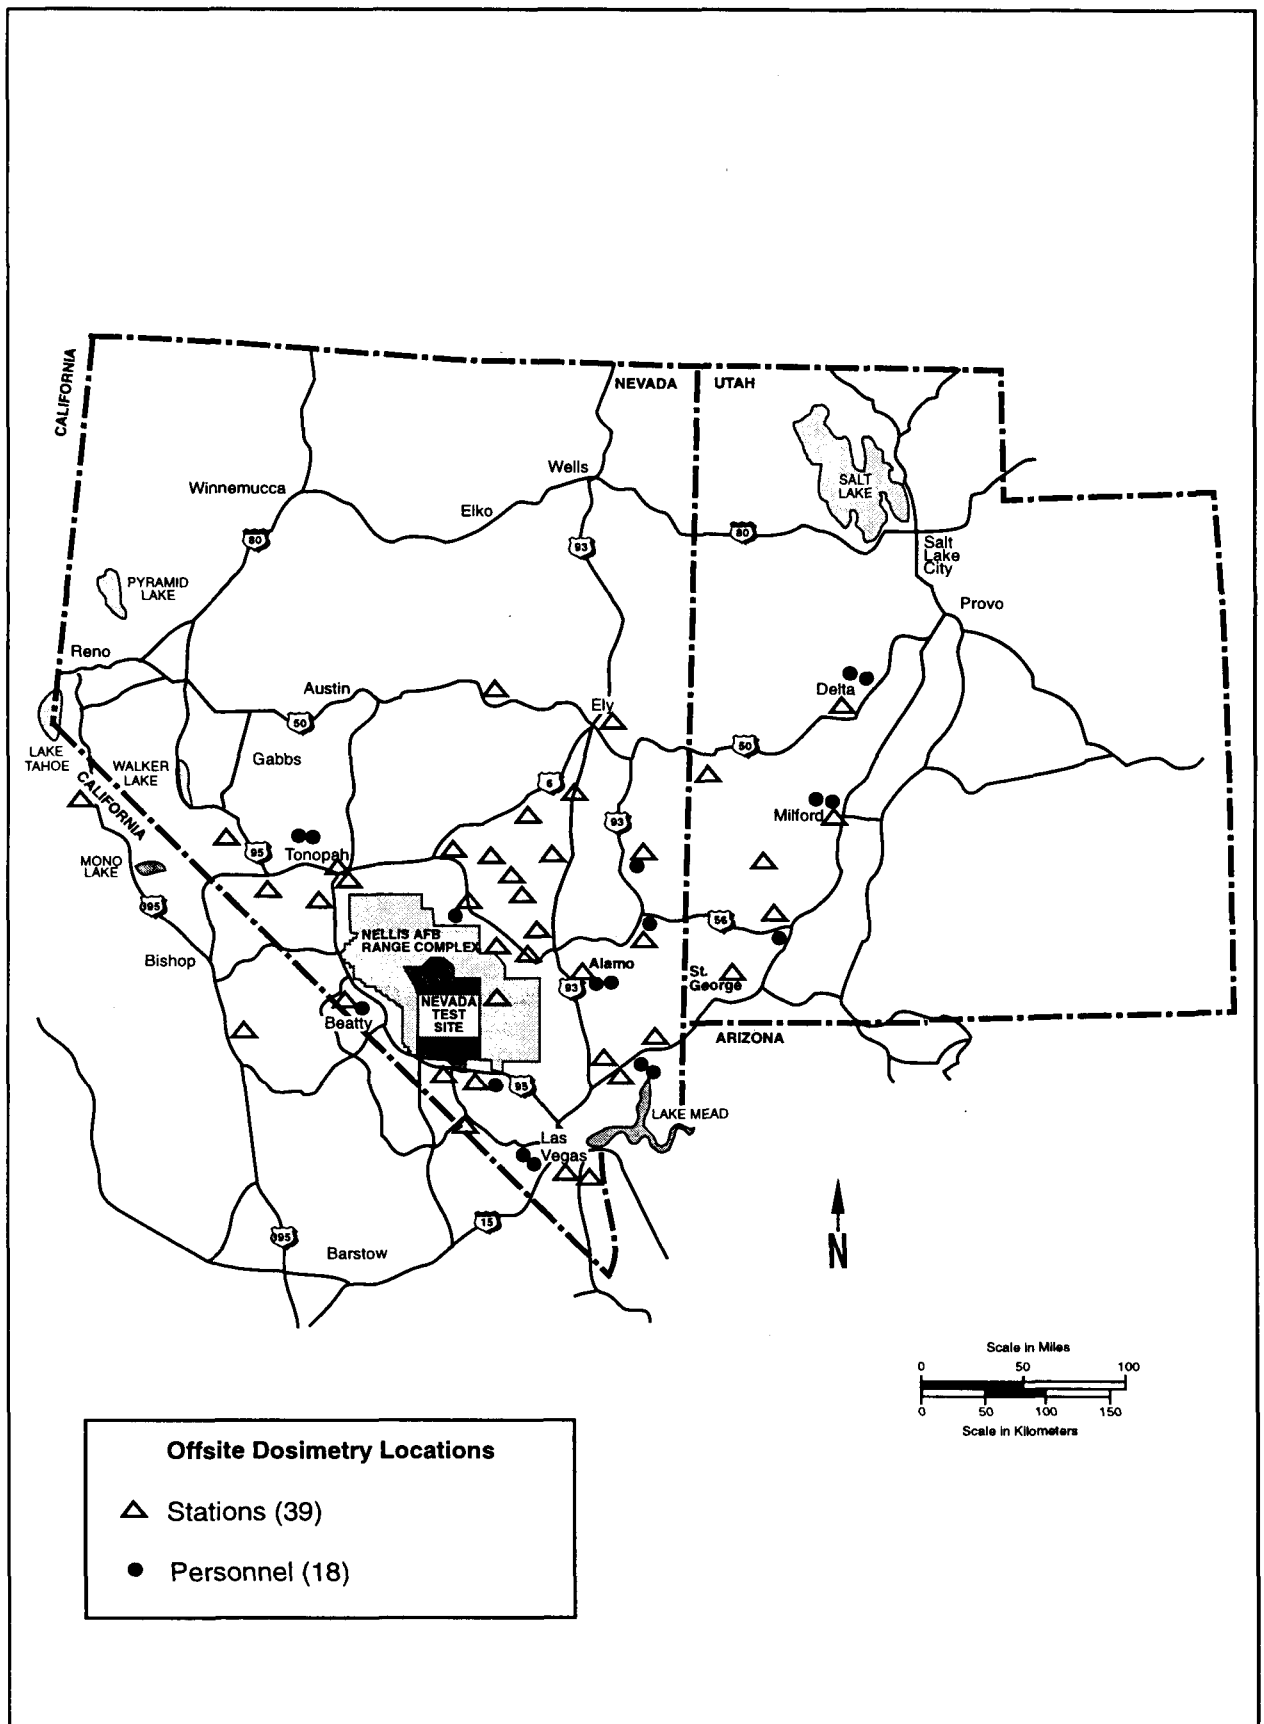 CALIFORNIA
NEVADA
UTAH
Wells
Winnemucca
Elko
SALT
LAKE
80
93
80
Salt
Lake
City
PYRAMID
LAKE
Provo
Reno
Austin
Delta
Ely
50
50
LAKE
TAHOE
WALKER
LAKE
Gabbs
CALIFORNIA
6
93
Milford
95
Tonopah
MONO
LAKE
395
56
NELLIS AFB
RANGE COMPLEX
Bishop
Alamo
St.
George
93
NEVADA
TEST
SITE
Beatty
ARIZONA
95
LAKE MEAD
Las
Vegas
15
395
Barstow
N
Scale in Miles
0 50 100
0 50 100 150
Scale in Kilometers
Offsite Dosimetry Locations
Stations (39)
Personnel (18)